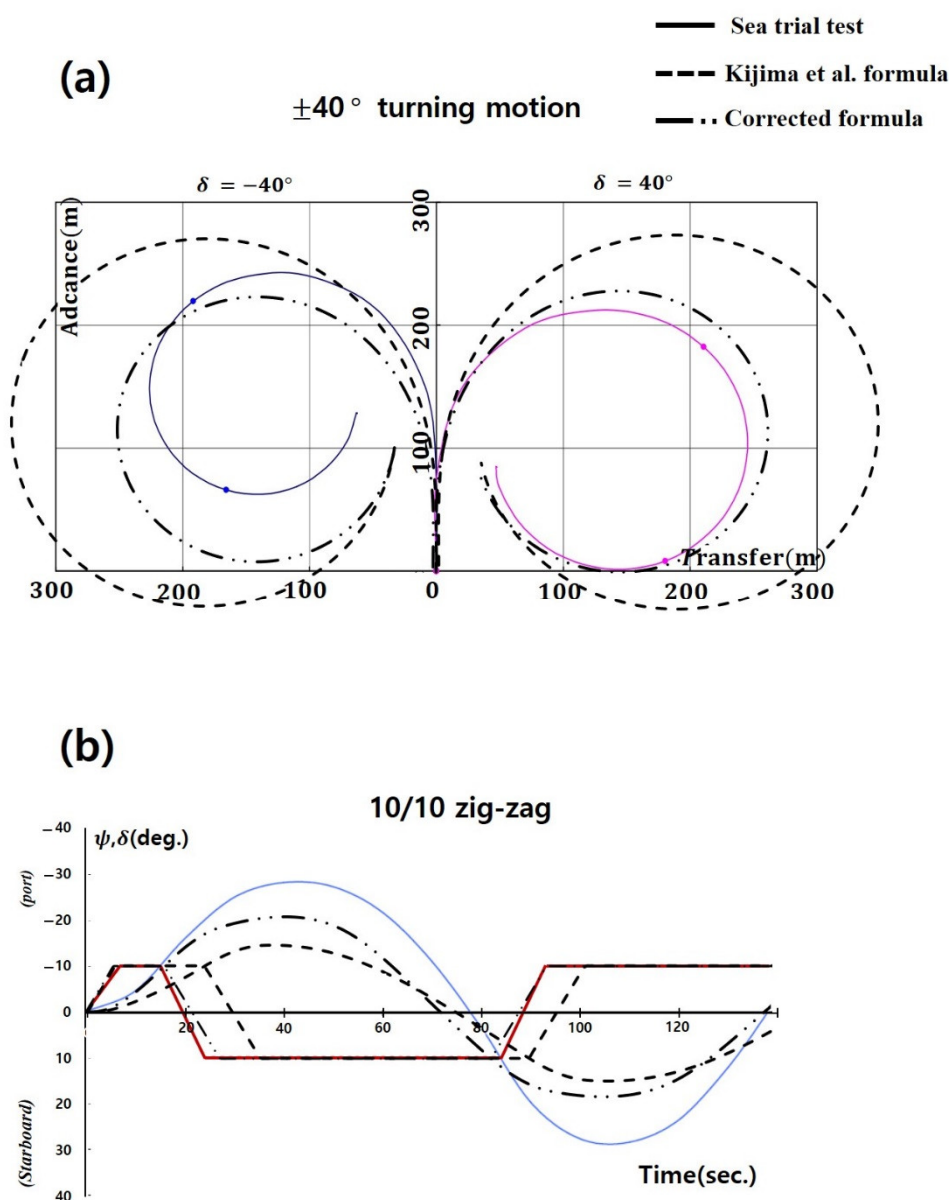 Sea trial test
Kijima et al. formula
Corrected formula
(a)
±40° turning motion
δ = −40°
δ = 40°
Adcance(m)
300
200
100
Transfer(m)
300
200
100
0
100
200
300
(b)
10/10 zig-zag
ψ,δ(deg.)
−40
−30
−20
−10
0
10
20
30
40
(port)
(Starboard)
20
40
60
80
100
120
Time(sec.)